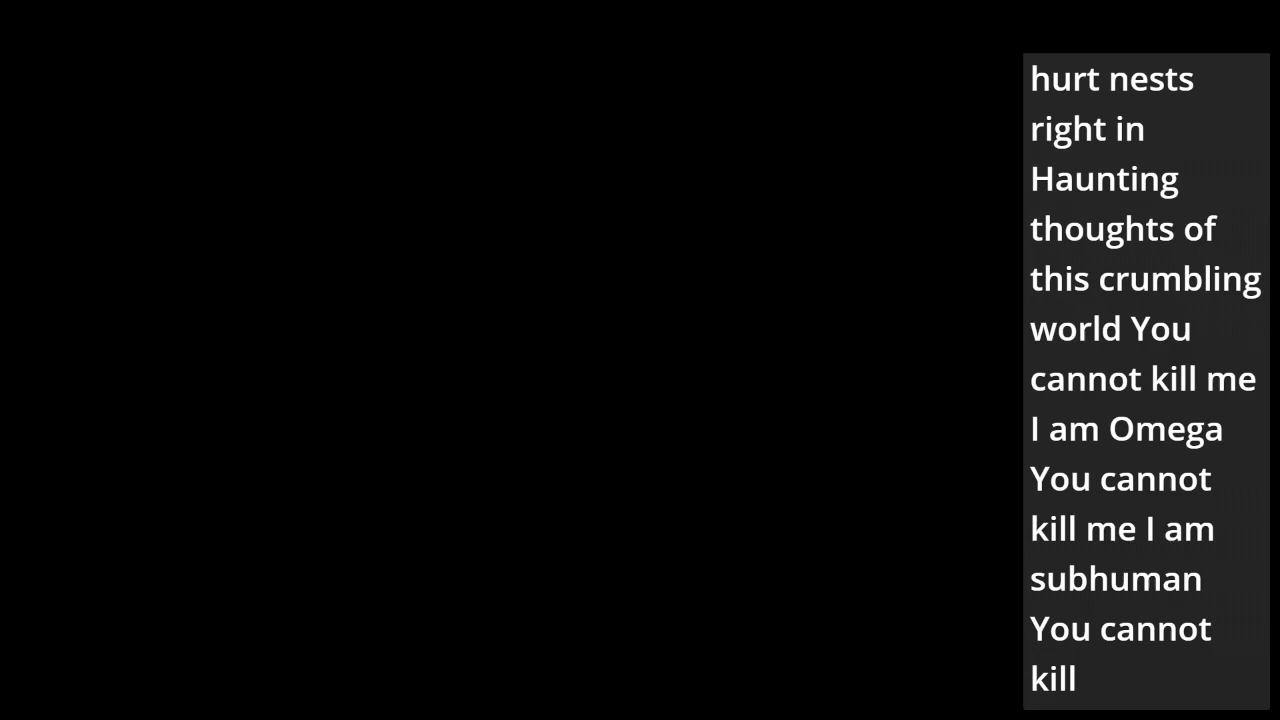 hurt nests
right in
Haunting
thoughts of
this crumbling
world You
cannot kill me
I am Omega
You cannot
kill me I am
subhuman
You cannot
kill